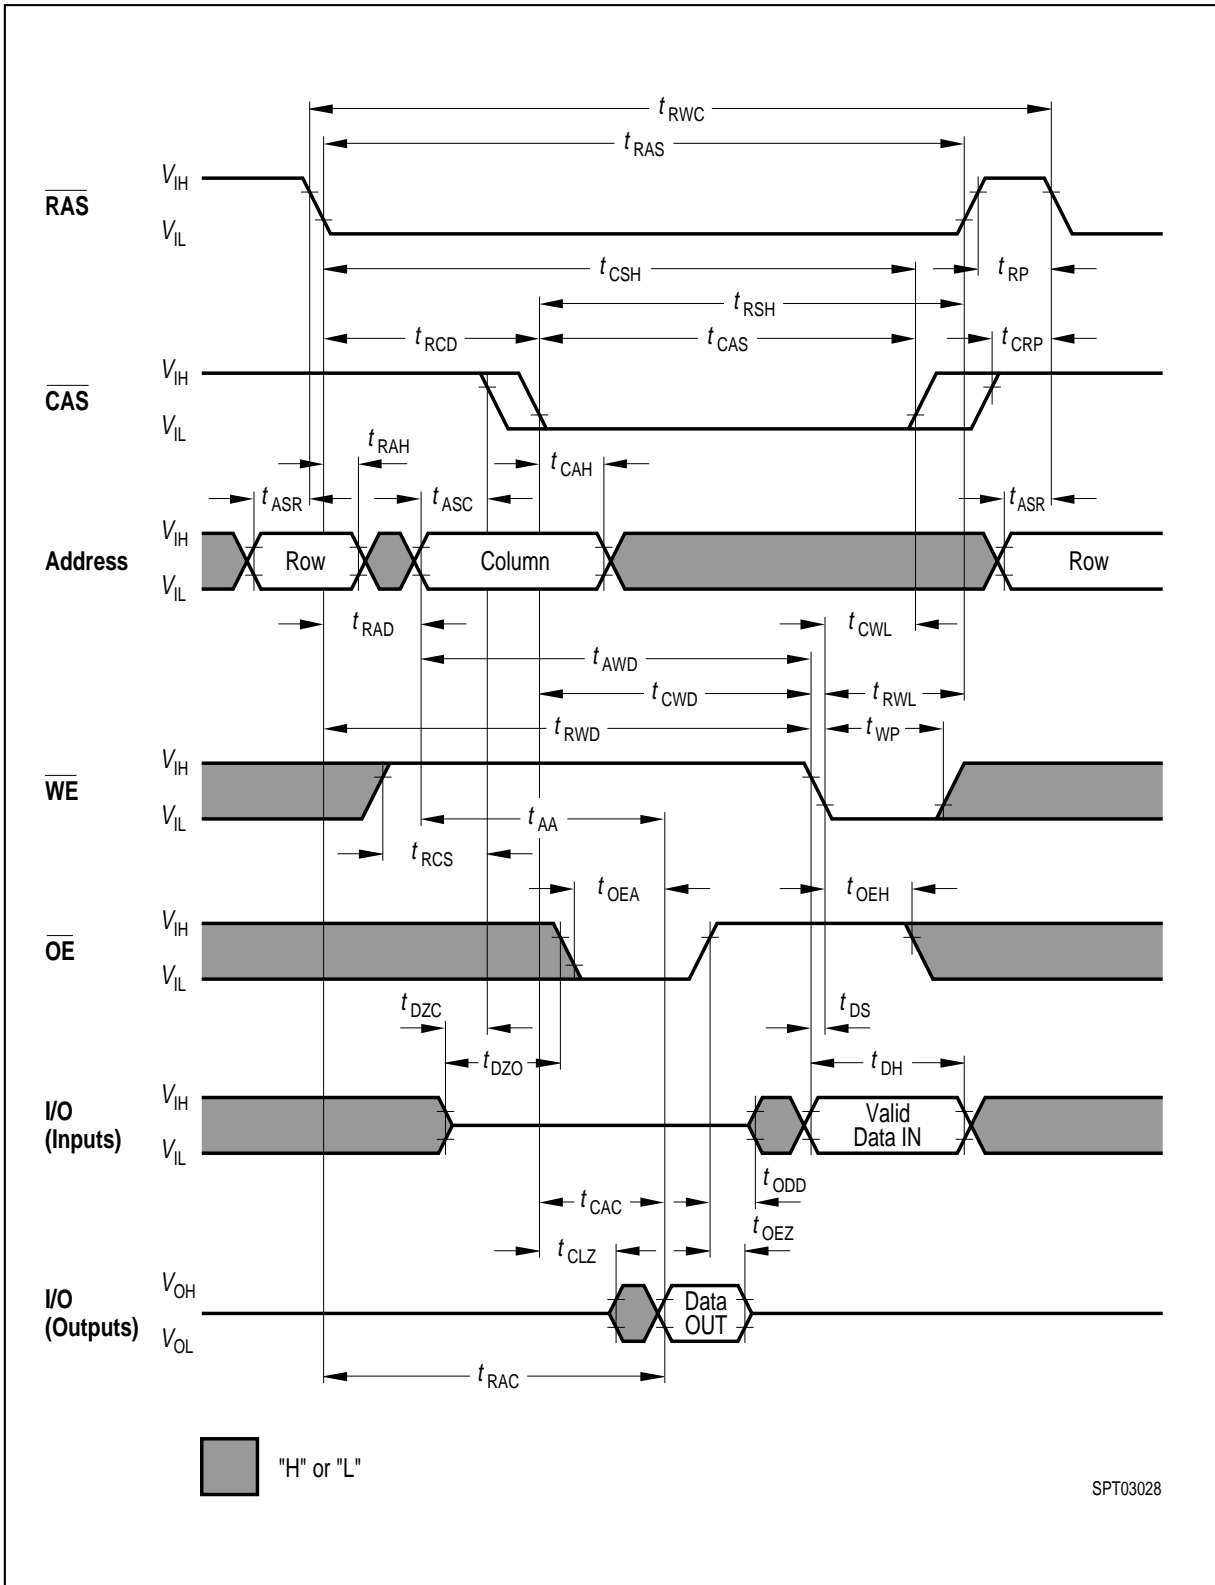 tRWC
tRAS
VIH
RAS
VIL
tCSH
tRP
tRSH
tRCD
tCAS
tCRP
VIH
CAS
VIL
tRAH
tCAH
tASR
tASC
tASR
VIH
Address
Row
Column
Row
VIL
tRAD
tCWL
tAWD
tCWD
tRWL
tRWD
tWP
VIH
WE
VIL
tAA
tRCS
tOEA
tOEH
VIH
OE
VIL
tDZC
tDS
tDZO
tDH
VIH
I/O
(Inputs)
Valid
Data IN
VIL
tODD
tCAC
tOEZ
tCLZ
VOH
I/O
(Outputs)
Data
OUT
VOL
tRAC
"H" or "L"
SPT03028